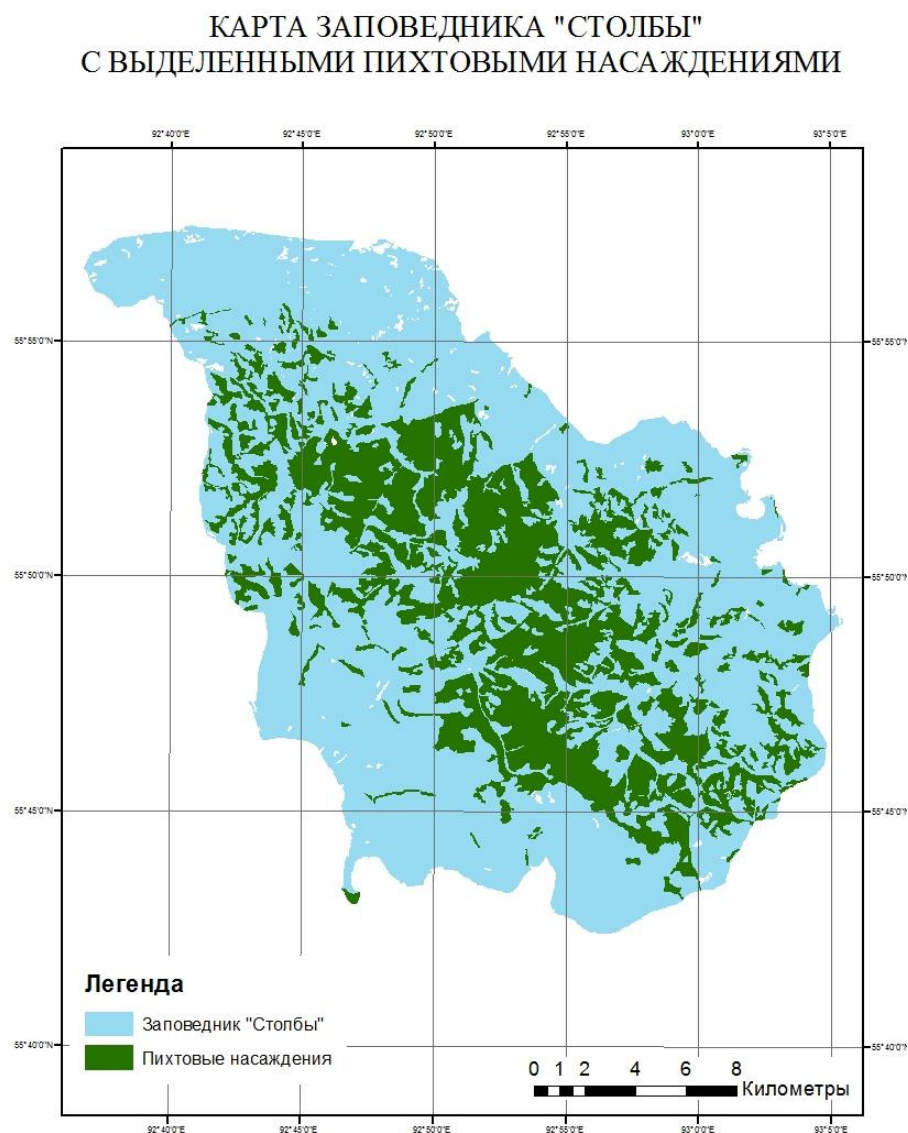 КАРТА ЗАПОВЕДНИКА "СТОЛБЫ"
С ВЫДЕЛЕННЫМИ ПИХТОВЫМИ НАСАЖДЕНИЯМИ
92°40'0"E 92°45'0"E 92°50'0"E 92°55'0"E 93°0'0"E 93°5'0"E
55°55'0"N 55°55'0"N
55°50'0"N 55°50'0"N
55°45'0"N 55°45'0"N
Легенда
Заповедник "Столбы"
55°40'0"N 55°40'0"N
Пихтовые насаждения
0 1 2 4 6 8
Километры
92°40'0"E 92°45'0"E 92°50'0"E 92°55'0"E 93°0'0"E 93°5'0"E